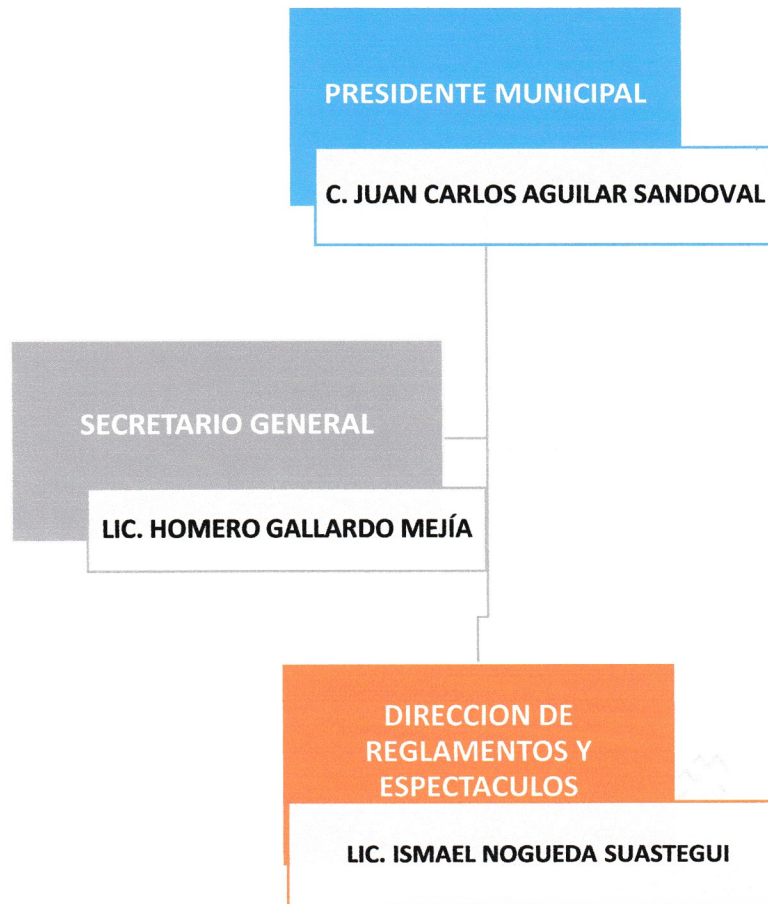 PRESIDENTE MUNICIPAL
C. JUAN CARLOS AGUILAR SANDOVAL
SECRETARIO GENERAL
LIC. HOMERO GALLARDO MEJÍA
DIRECCION DE
REGLAMENTOS Y
ESPECTACULOS
LIC. ISMAEL NOGUEDA SUASTEGUI